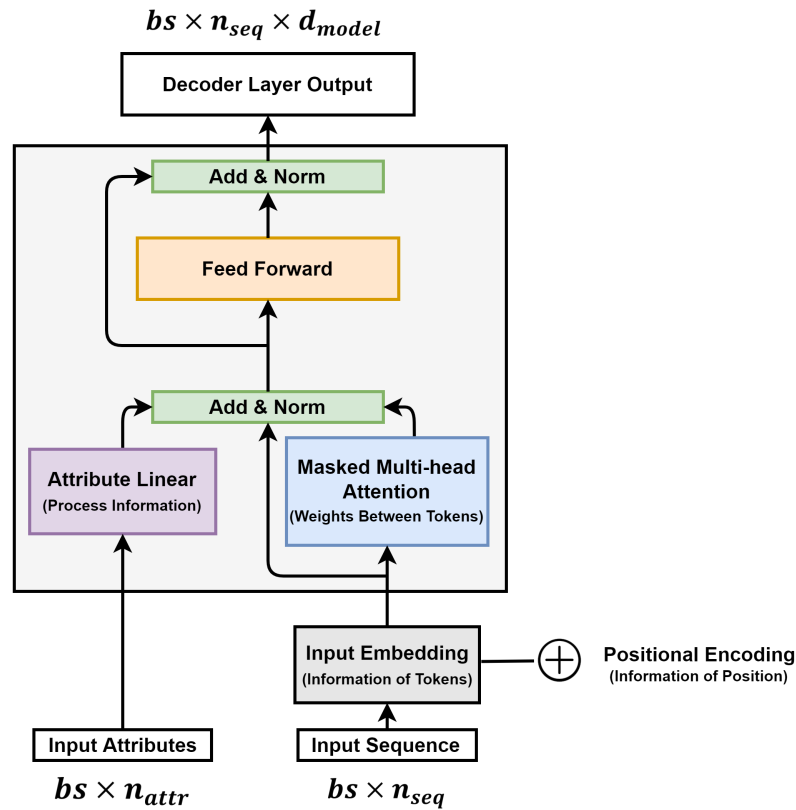 bs × n_seq × d_model
Decoder Layer Output
Add & Norm
Feed Forward
Add & Norm
Attribute Linear
(Process Information)
Masked Multi-head
Attention
(Weights Between Tokens)
Input Embedding
(Information of Tokens)
Positional Encoding
(Information of Position)
Input Attributes
Input Sequence
bs × n_attr
bs × n_seq